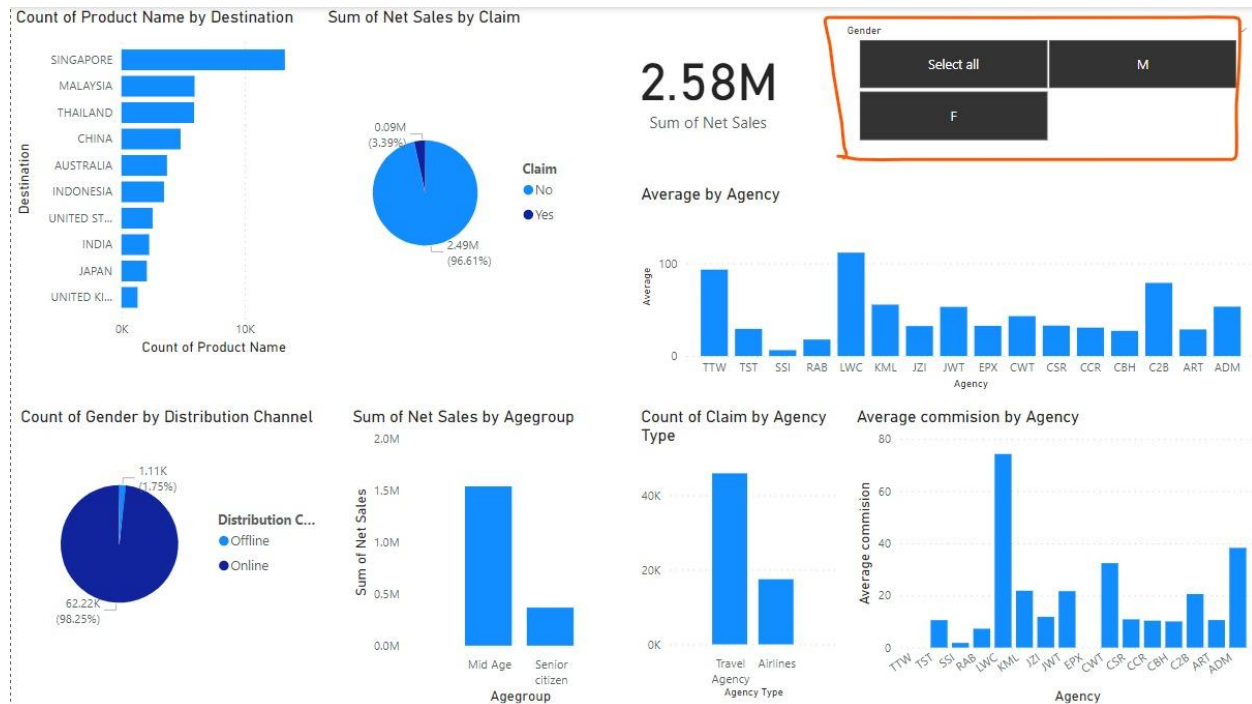 Count of Product Name by Destination
Destination
SINGAPORE
MALAYSIA
THAILAND
CHINA
AUSTRALIA
INDONESIA
UNITED ST...
INDIA
JAPAN
UNITED KI...
0K
10K
Count of Product Name
Sum of Net Sales by Claim
0.09M
(3.39%)
2.49M
(96.61%)
Claim
No
Yes
2.58M
Sum of Net Sales
Gender
Select all
M
F
Average by Agency
Average
100
0
TTW TST SSI RAB LWC KML JZI JWT EPX CWT CSR CCR CBH C2B ART ADM
Agency
Count of Gender by Distribution Channel
1.11K
(1.75%)
62.22K
(98.25%)
Distribution C...
Offline
Online
Sum of Net Sales by Agegroup
Sum of Net Sales
2.0M
1.5M
1.0M
0.5M
0.0M
Mid Age
Senior
citizen
Agegroup
Count of Claim by Agency
Type
40K
20K
0K
Travel
Agency
Airlines
Agency Type
Average commision by Agency
Average commision
80
60
40
20
0
TTW TST SSI RAB LWC KML JZI JWT EPX CWT CSR CCR CBH C2B ART ADM
Agency